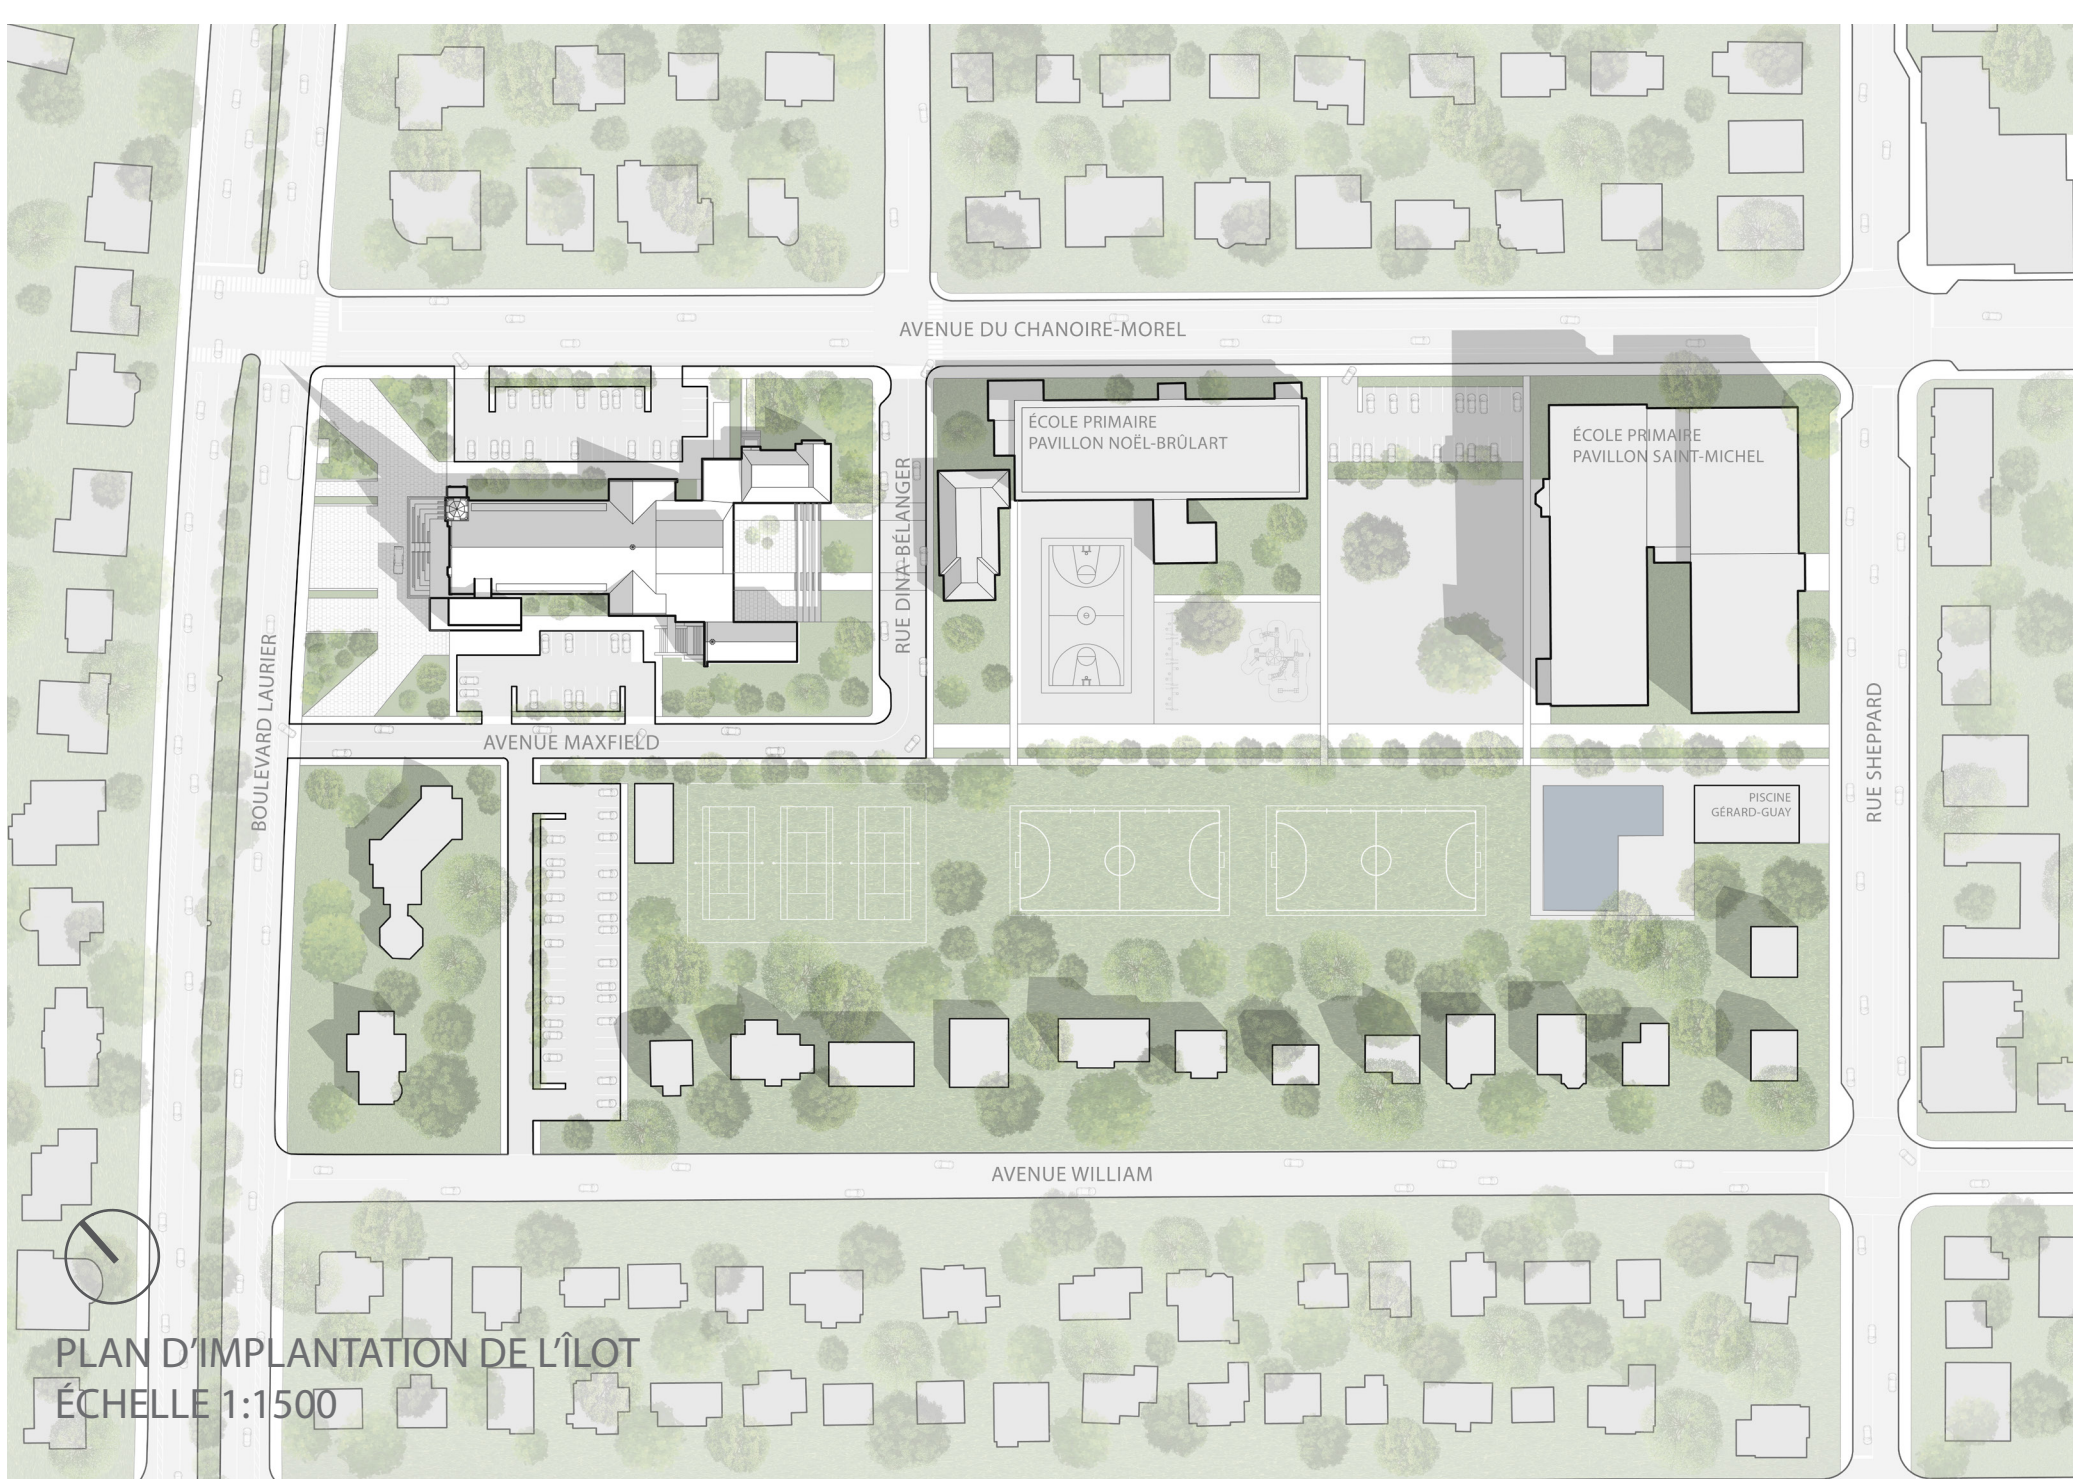 AVENUE DU CHANOIRE-MOREL
ÉCOLE PRIMAIRE
PAVILLON NOËL-BRÛLART
ÉCOLE PRIMAIRE
PAVILLON SAINT-MICHEL
RUE DINA-BÉLANGER
BOULEVARD LAURIER
AVENUE MAXFIELD
RUE SHEPPARD
PISCINE
GÉRARD-GUAY
AVENUE WILLIAM
PLAN D'IMPLANTATION DE L'ÎLOT
ÉCHELLE 1:1500